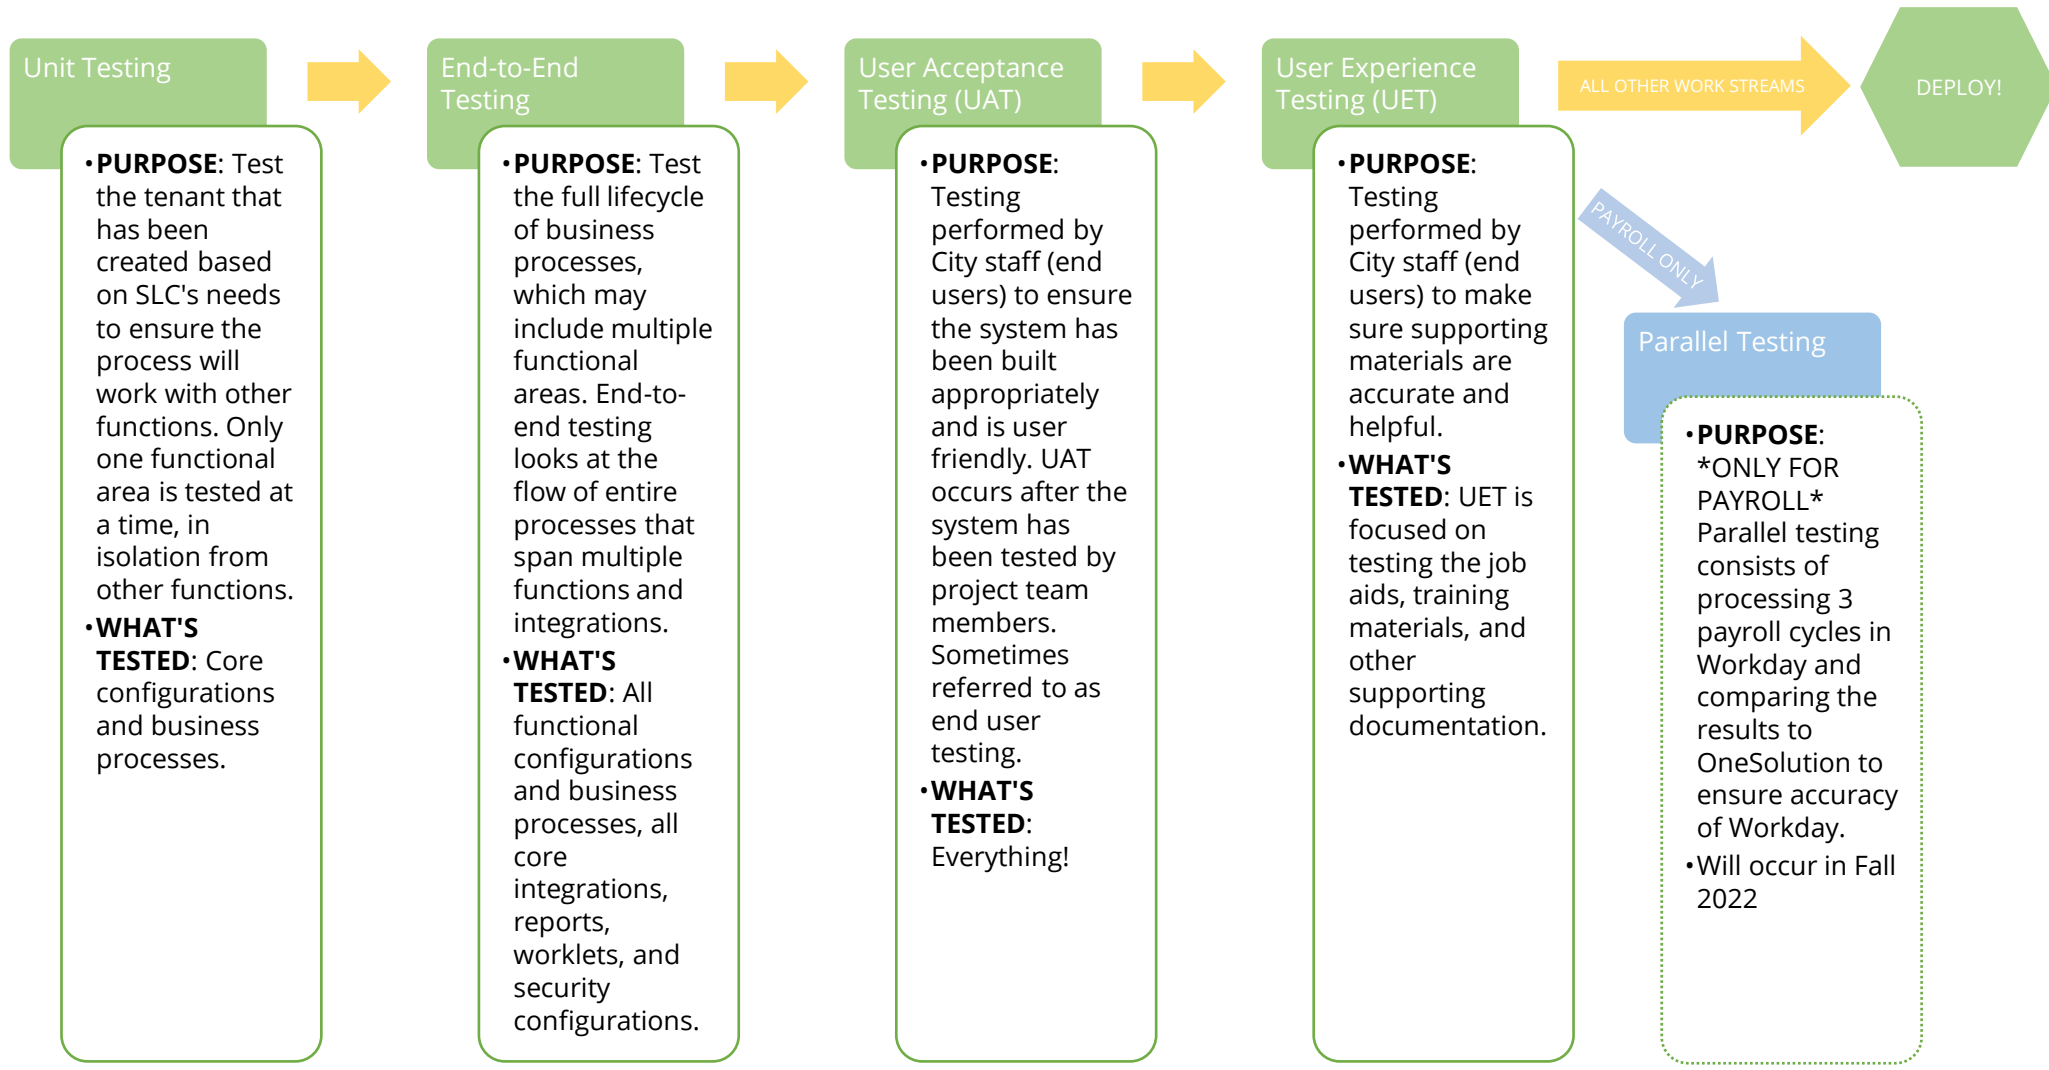 Unit Testing
•PURPOSE: Test
the tenant that
has been
created based
on SLC's needs
to ensure the
process will
work with other
functions. Only
one functional
area is tested at
a time, in
isolation from
other functions.
•WHAT'S
TESTED: Core
configurations
and business
processes.
End-to-End
Testing
•PURPOSE: Test
the full lifecycle
of business
processes,
which may
include multiple
functional
areas. End-to-
end testing
looks at the
flow of entire
processes that
span multiple
functions and
integrations.
•WHAT'S
TESTED: All
functional
configurations
and business
processes, all
core
integrations,
reports,
worklets, and
security
configurations.
User Acceptance
Testing (UAT)
•PURPOSE:
Testing
performed by
City staff (end
users) to ensure
the system has
been built
appropriately
and is user
friendly. UAT
occurs after the
system has
been tested by
project team
members.
Sometimes
referred to as
end user
testing.
•WHAT'S
TESTED:
Everything!
User Experience
Testing (UET)
•PURPOSE:
Testing
performed by
City staff (end
users) to make
sure supporting
materials are
accurate and
helpful.
•WHAT'S
TESTED: UET is
focused on
testing the job
aids, training
materials, and
other
supporting
documentation.
ALL OTHER WORK STREAMS
DEPLOY!
PAYROLL ONLY
Parallel Testing
•PURPOSE:
*ONLY FOR
PAYROLL*
Parallel testing
consists of
processing 3
payroll cycles in
Workday and
comparing the
results to
OneSolution to
ensure accuracy
of Workday.
•Will occur in Fall
2022